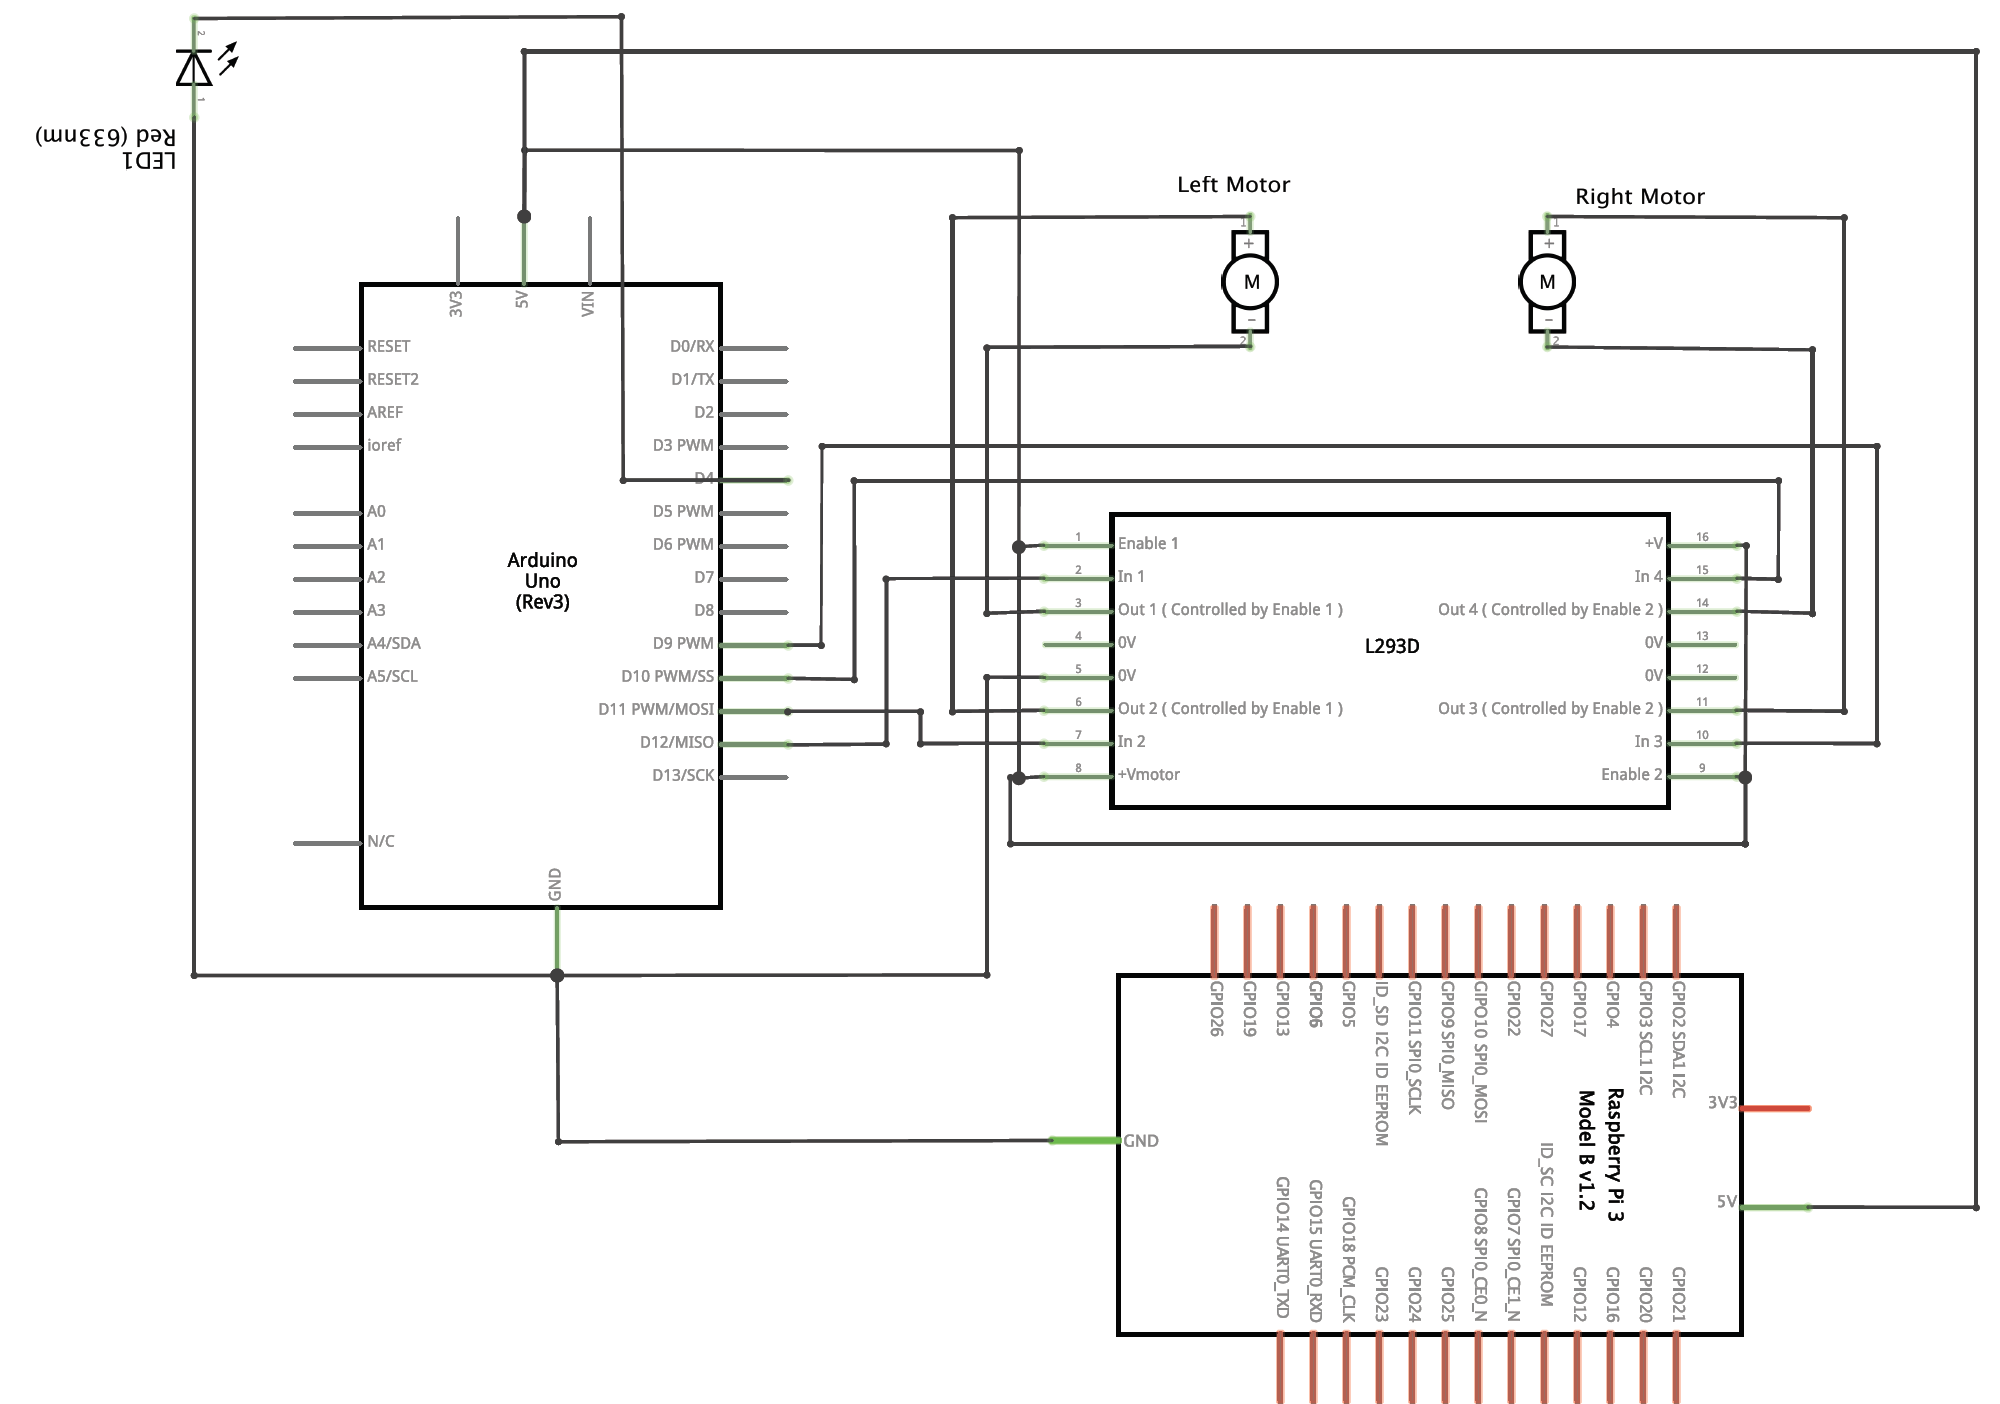 2
1
Red (633nm)
LED1
Left Motor
Right Motor
1
+
M
-
2
1
+
M
-
2
3V3
5V
VIN
RESET
RESET2
AREF
ioref
A0
A1
A2
A3
A4/SDA
A5/SCL
N/C
Arduino
Uno
(Rev3)
D0/RX
D1/TX
D2
D3 PWM
D4
D5 PWM
D6 PWM
D7
D8
D9 PWM
D10 PWM/SS
D11 PWM/MOSI
D12/MISO
D13/SCK
GND
1 Enable 1
2 In 1
3 Out 1 ( Controlled by Enable 1 )
4 0V
5 0V
6 Out 2 ( Controlled by Enable 1 )
7 In 2
8 +Vmotor
L293D
+V 16
In 4 15
Out 4 ( Controlled by Enable 2 ) 14
0V 13
0V 12
Out 3 ( Controlled by Enable 2 ) 11
In 3 10
Enable 2 9
GPIO26
GPIO19
GPIO13
GPIO6
GPIO5
ID_SD I2C ID EEPROM
GPIO11 SPI0_SCLK
GPIO9 SPI0_MISO
GIPO10 SPI0_MOSI
GPIO22
GPIO27
GPIO17
GPIO4
GPIO3 SCL1 I2C
GPIO2 SDA1 I2C
Raspberry Pi 3
Model B v1.2
3V3
GND
5V
GPIO14 UART0_TXD
GPIO15 UART0_RXD
GPIO18 PCM_CLK
GPIO23
GPIO24
GPIO25
GPIO8 SPI0_CE0_N
GPIO7 SPI0_CE1_N
ID_SC I2C ID EEPROM
GPIO12
GPIO16
GPIO20
GPIO21